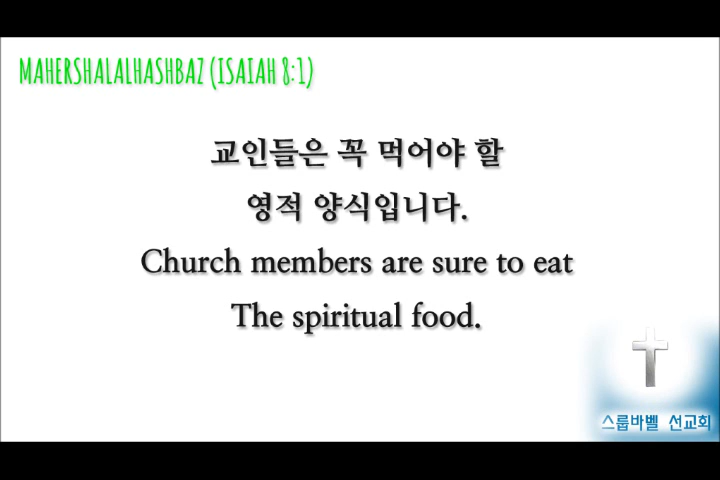 MAHERSHALALHASHBAZ (ISAIAH 8:1)
교인들은 꼭 먹어야 할
영적 양식입니다.
Church members are sure to eat
The spiritual food.
스룹바벨 선교회